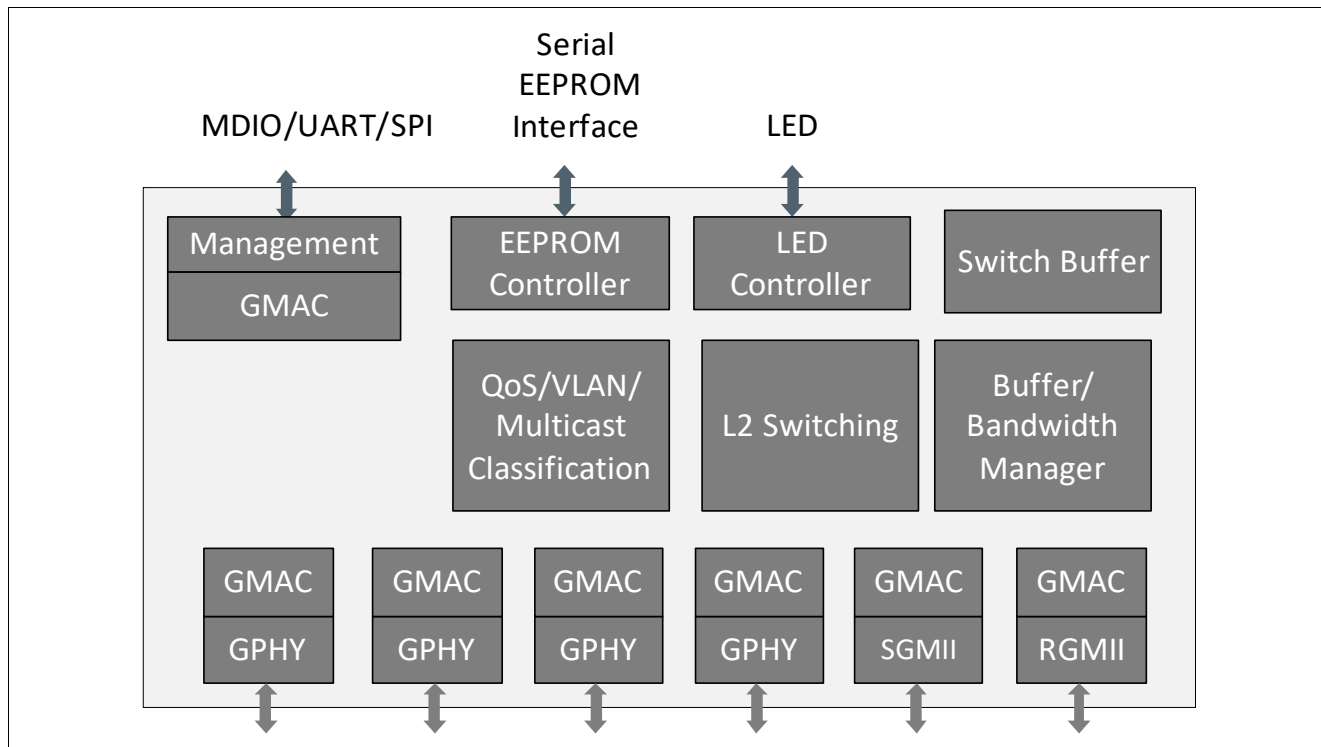 Serial
EEPROM
Interface
MDIO/UART/SPI
LED
Management
GMAC
EEPROM
Controller
LED
Controller
Switch Buffer
QoS/VLAN/
Multicast
Classification
L2 Switching
Buffer/
Bandwidth
Manager
GMAC
GMAC
GMAC
GMAC
GMAC
GMAC
GPHY
GPHY
GPHY
GPHY
SGMII
RGMII